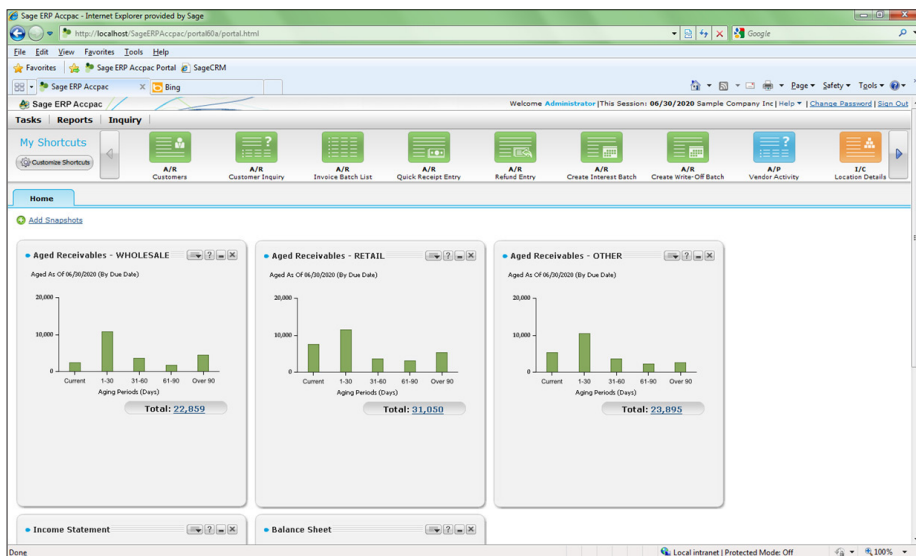 Sage ERP Accpac - Internet Explorer provided by Sage
http://localhost/SageERPAccpac/portal60a/portal.html
Google
File Edit View Favorites Tools Help
Favorites Sage ERP Accpac Portal SageCRM
Sage ERP Accpac Bing Page Safety Tools
Sage ERP Accpac Welcome Administrator |This Session: 06/30/2020 Sample Company Inc| Help | Change Password | Sign Out
Tasks Reports Inquiry
My Shortcuts
Customize Shortcuts
A/R Customers
A/R Customer Inquiry
A/R Invoice Batch List
A/R Quick Receipt Entry
A/R Refund Entry
A/R Create Interest Batch
A/R Create Write-Off Batch
A/P Vendor Activity
I/C Location Details
Home
Add Snapshots
Aged Receivables - WHOLESALE
Aged As Of 06/30/2020 (By Due Date)
20,000
10,000
0
Current 1-30 31-60 61-90 Over 90
Aging Periods (Days)
Total: 22,859
Aged Receivables - RETAIL
Aged As Of 06/30/2020 (By Due Date)
20,000
10,000
0
Current 1-30 31-60 61-90 Over 90
Aging Periods (Days)
Total: 31,050
Aged Receivables - OTHER
Aged As Of 06/30/2020 (By Due Date)
20,000
10,000
0
Current 1-30 31-60 61-90 Over 90
Aging Periods (Days)
Total: 23,895
Income Statement
Balance Sheet
Done Local intranet | Protected Mode: Off 100%